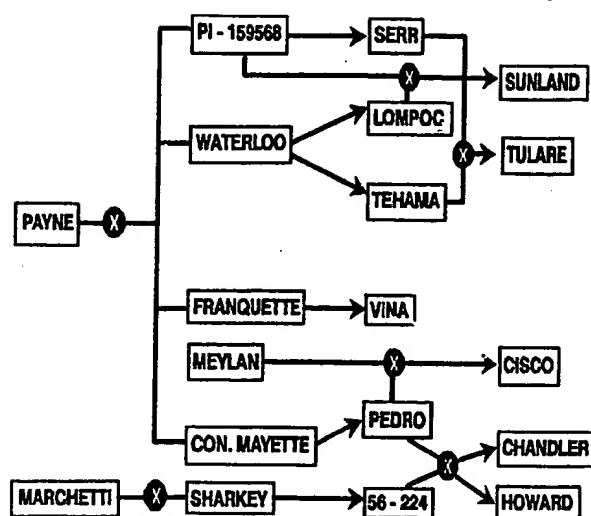 PI - 159568
SERR
X
SUNLAND
LOMPOC
WATERLOO
X
TULARE
TEHAMA
PAYNE
X
FRANQUETTE
VINA
MEYLAN
X
CISCO
PEDRO
CON. MAYETTE
X
CHANDLER
MARCHETTI
X
SHARKEY
56 - 224
HOWARD